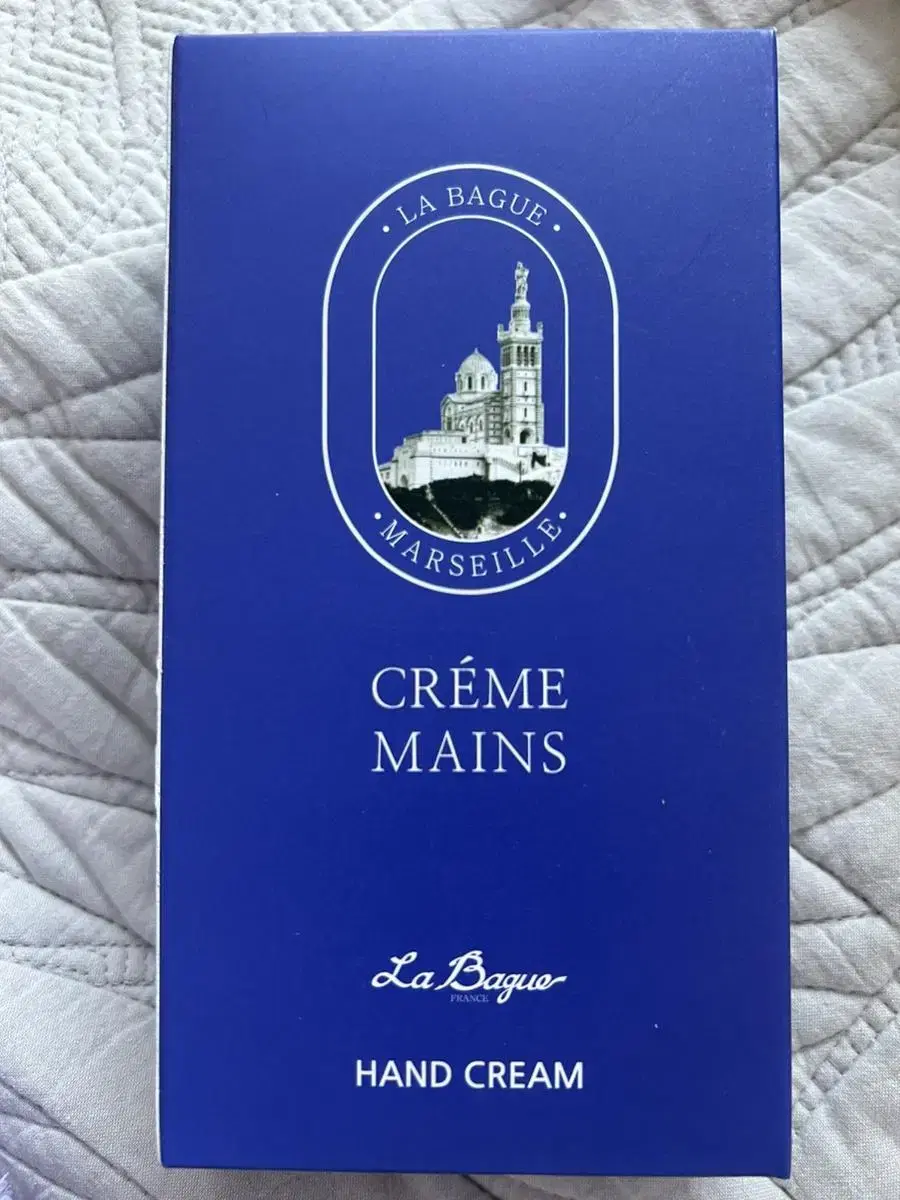 • LA BAGUE •
• MARSEILLE •
CRÉME
MAINS
La Bague
FRANCE
HAND CREAM